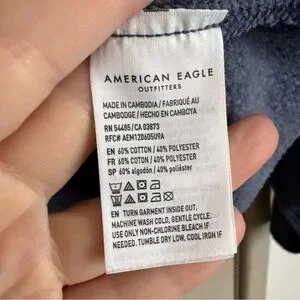 AMERICAN EAGLE
OUTFITTERS
MADE IN CAMBODIA / FABRIQUÉ AU
CAMBODGE / HECHO EN CAMBOYA
RN 54485/CA 03873
RFC# AEM120605U9A
EN 60% COTTON / 40% POLYESTER
FR 60% COTON / 40% POLYESTER
SP 60% algodón / 40% poliéster
EN TURN GARMENT INSIDE OUT,
MACHINE WASH COLD, GENTLE CYCLE.
USE ONLY NON-CHLORINE BLEACH IF
NEEDED. TUMBLE DRY LOW, COOL IRON IF